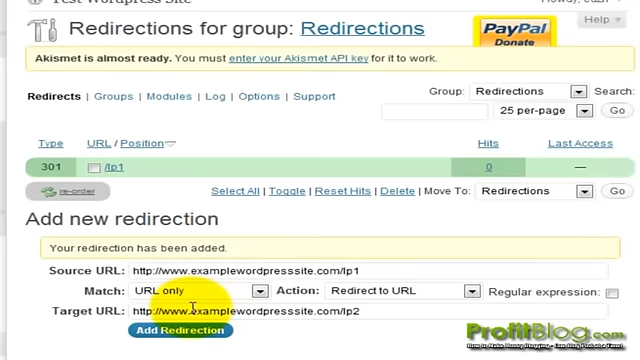 Test Wordpress Site
Howdy,
Help
Redirections for group: Redirections
PayPal
Donate
Akismet is almost ready. You must enter your Akismet API key for it to work.
Redirects | Groups | Modules | Log | Options | Support
Group: Redirections Search:
25 per-page Go
Type URL / Position Hits Last Access
301 /lp1 0 —
re-order Select All | Toggle | Reset Hits | Delete | Move To: Redirections Go
Add new redirection
Your redirection has been added.
Source URL: http://www.examplewordpresssite.com/lp1
Match: URL only Action: Redirect to URL Regular expression:
Target URL: http://www.examplewordpresssite.com/lp2
Add Redirection
ProfitBlog.com